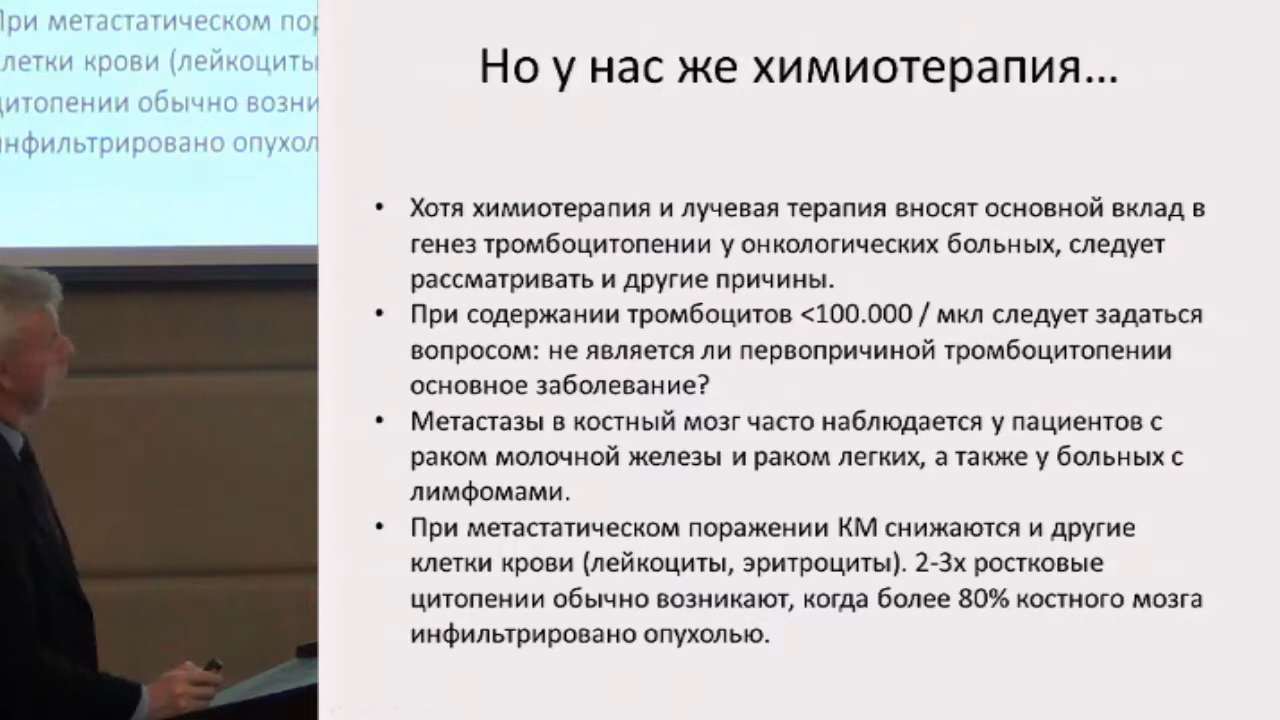 При метастатическом пор
клетки крови (лейкоциты
цитопении обычно возни
инфильтрировано опухол
Но у нас же химиотерапия...
• Хотя химиотерапия и лучевая терапия вносят основной вклад в
генез тромбоцитопении у онкологических больных, следует
рассматривать и другие причины.
• При содержании тромбоцитов <100.000 / мкл следует задаться
вопросом: не является ли первопричиной тромбоцитопении
основное заболевание?
• Метастазы в костный мозг часто наблюдается у пациентов с
раком молочной железы и раком легких, а также у больных с
лимфомами.
• При метастатическом поражении КМ снижаются и другие
клетки крови (лейкоциты, эритроциты). 2-3х ростковые
цитопении обычно возникают, когда более 80% костного мозга
инфильтрировано опухолью.